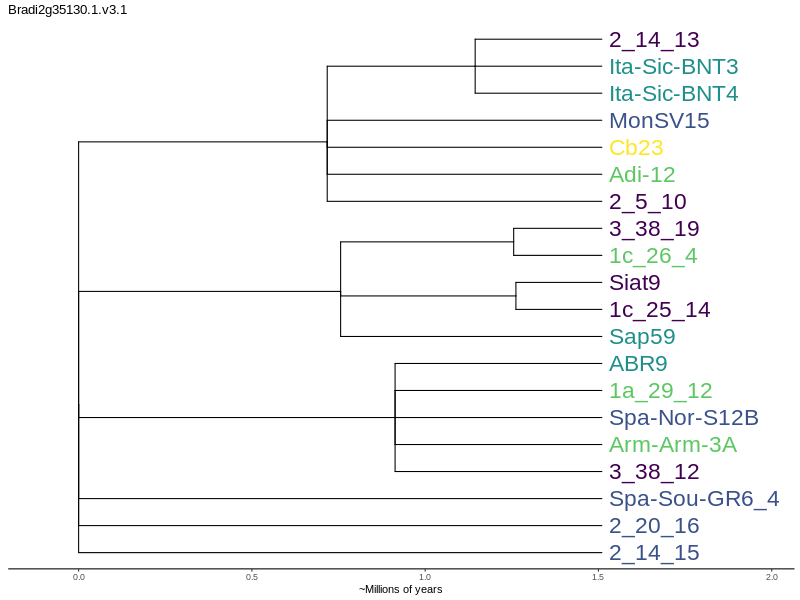 Bradi2g35130.1.v3.1
2_14_13
Ita-Sic-BNT3
Ita-Sic-BNT4
MonSV15
Cb23
Adi-12
2_5_10
3_38_19
1c_26_4
Siat9
1c_25_14
Sap59
ABR9
1a_29_12
Spa-Nor-S12B
Arm-Arm-3A
3_38_12
Spa-Sou-GR6_4
2_20_16
2_14_15
0.0 0.5 1.0 1.5 2.0
~Millions of years